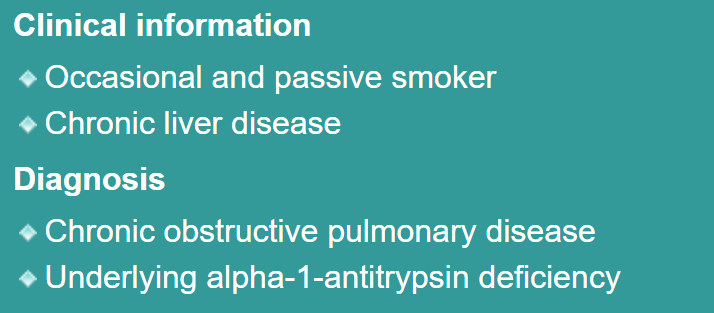 Clinical information
Occasional and passive smoker
Chronic liver disease
Diagnosis
Chronic obstructive pulmonary disease
Underlying alpha-1-antitrypsin deficiency